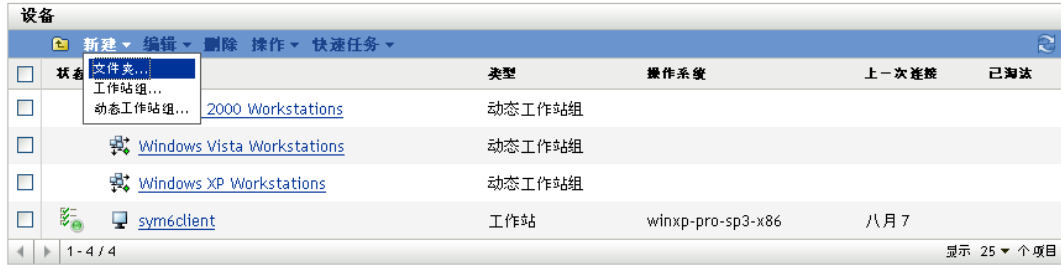 设备
新建 编辑 删除 操作 快速任务
状 类型 操作系统 上一次连接 已淘汰
文件夹...
工作站组...
动态工作站组...
2000 Workstations 动态工作站组
Windows Vista Workstations 动态工作站组
Windows XP Workstations 动态工作站组
sym6client 工作站 winxp-pro-sp3-x86 八月 7
1 - 4 / 4 显示 25 个项目